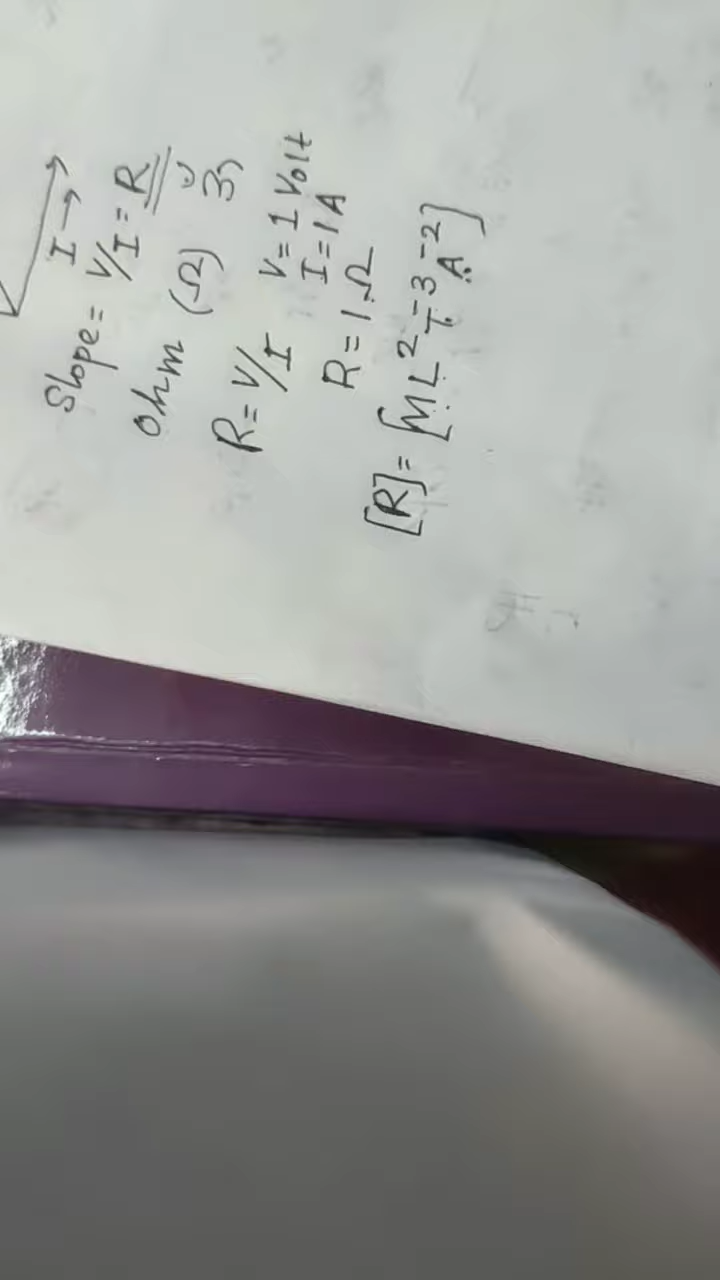 I →
Slope = V/I = R
Ohm (Ω)
R = V/I V = 1 Volt
I = 1 A
R = 1 Ω
[R] = [ML²T⁻³A⁻²]